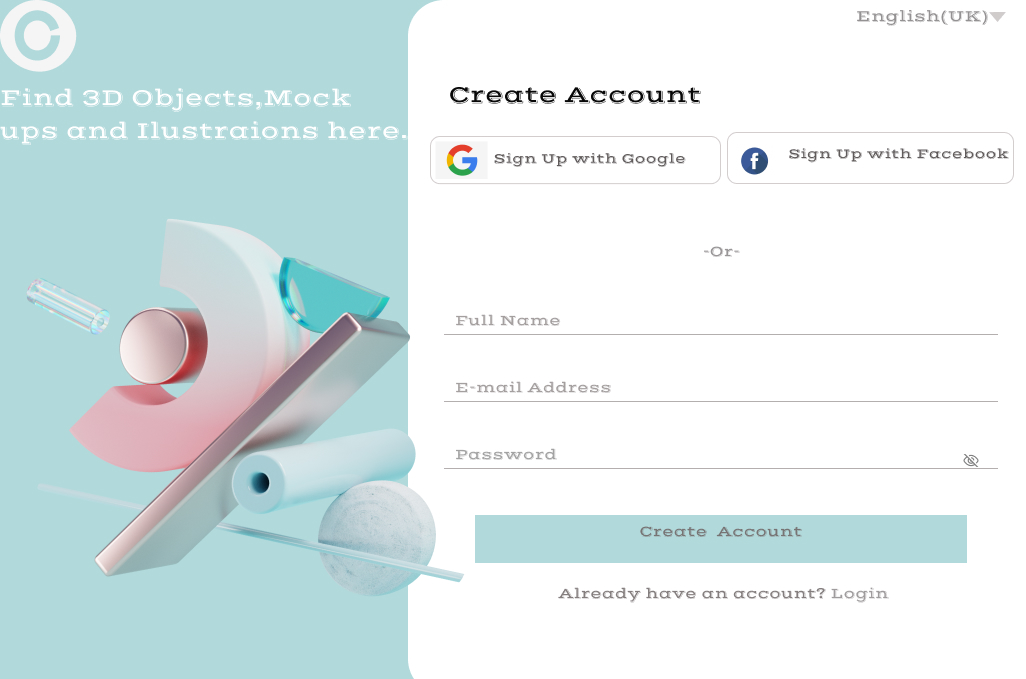 Find 3D Objects,Mock
ups and Ilustraions here.
English(UK)
Create Account
Sign Up with Google
Sign Up with Facebook
-Or-
Full Name
E-mail Address
Password
Create Account
Already have an account? Login